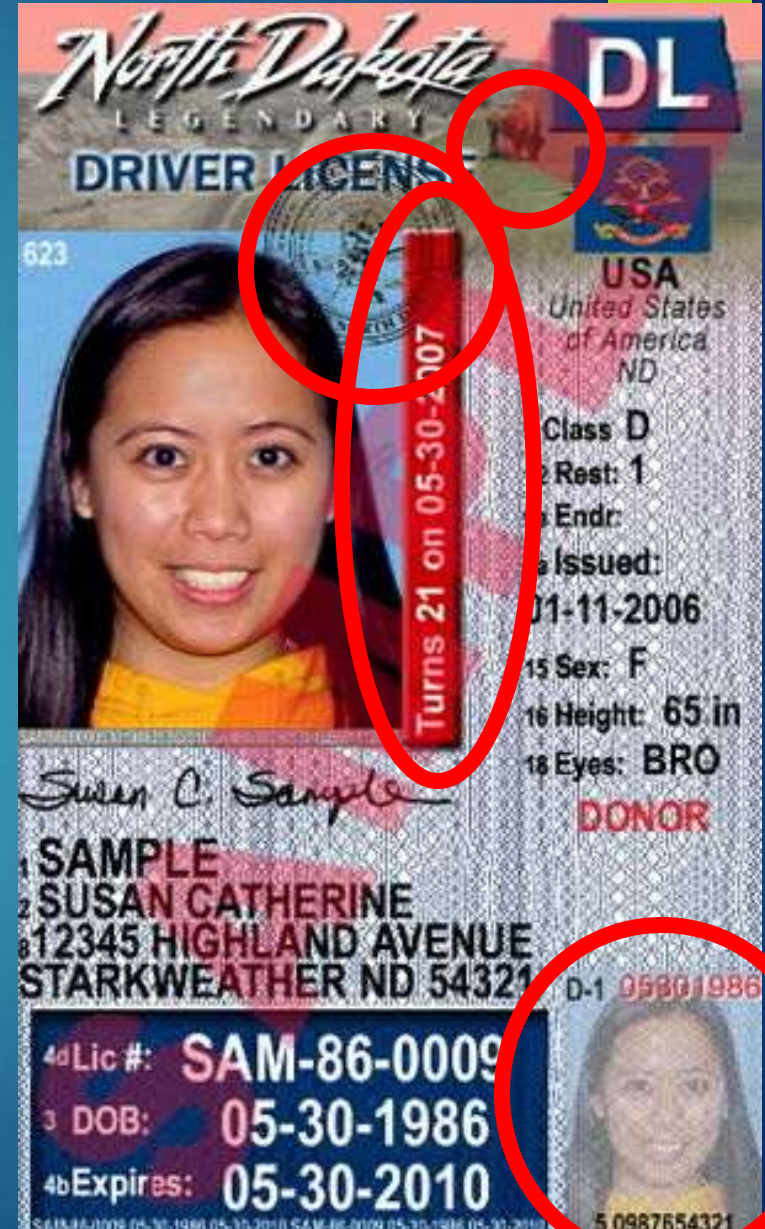 North Dakota
LEGENDARY
DRIVER LICENSE
DL
623
Turns 21 on 05-30-2007
USA
United States
of America
ND
Class D
Rest: 1
Endr:
Issued:
01-11-2006
15 Sex: F
16 Height: 65 in
18 Eyes: BRO
DONOR
Susan C. Sample
1 SAMPLE
2 SUSAN CATHERINE
8 12345 HIGHLAND AVENUE
STARKWEATHER ND 54321
D-1 05301986
4d Lic #: SAM-86-0009
3 DOB: 05-30-1986
4b Expires: 05-30-2010
5 0987654321